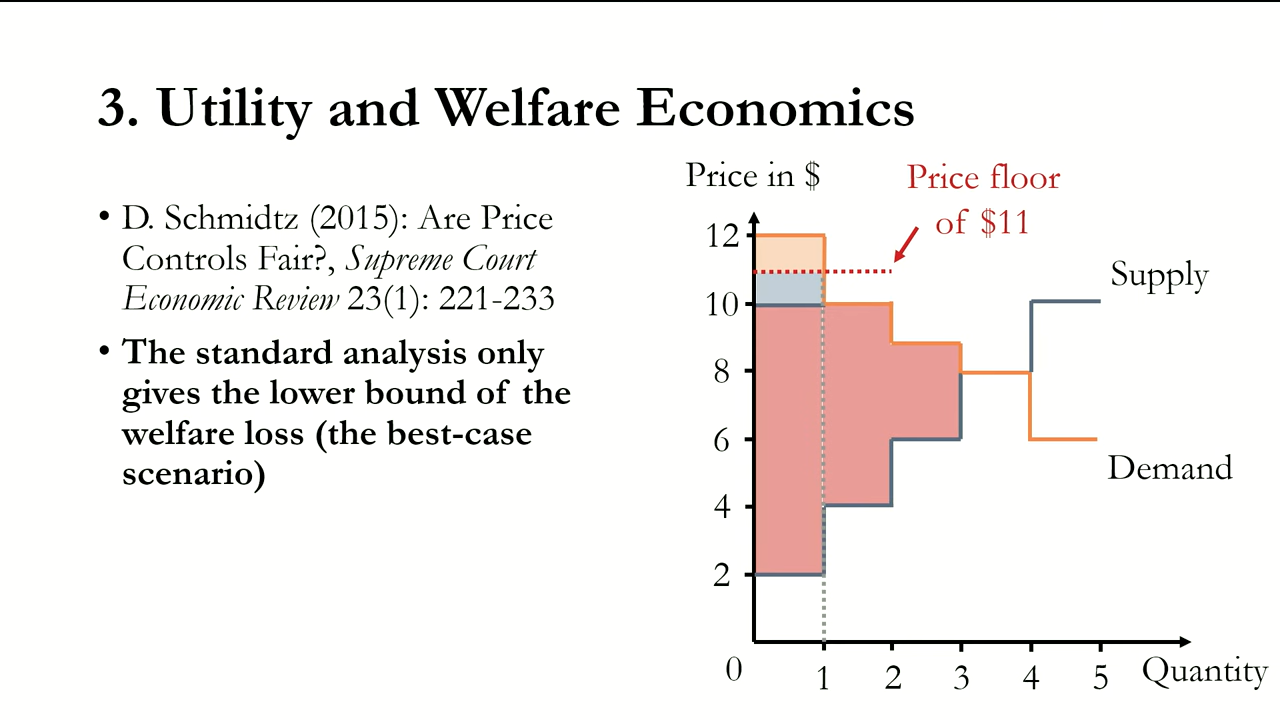 3. Utility and Welfare Economics
• D. Schmidtz (2015): Are Price
Controls Fair?, Supreme Court
Economic Review 23(1): 221-233
• The standard analysis only
gives the lower bound of the
welfare loss (the best-case
scenario)
Price in $
Price floor
of $11
12
10
8
6
4
2
0
1
2
3
4
5
Supply
Demand
Quantity